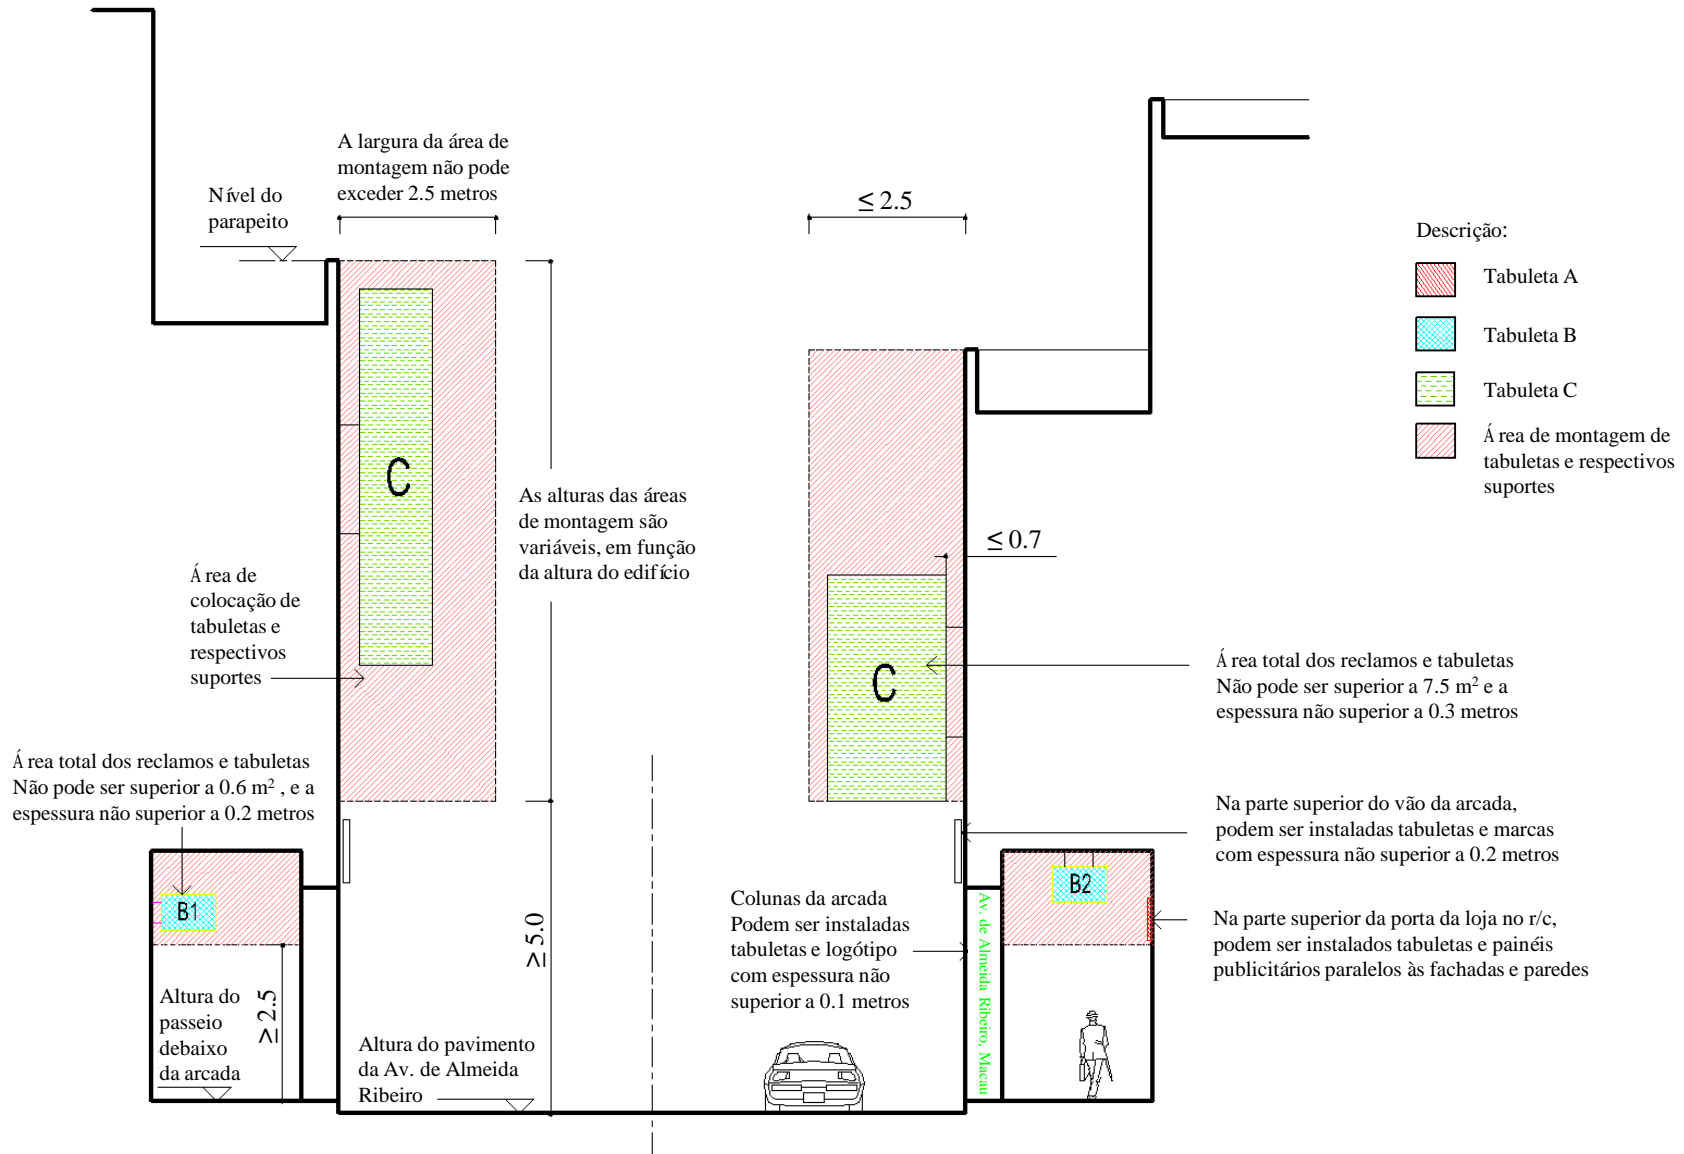 A largura da área de
montagem não pode
exceder 2.5 metros
Nível do
parapeito
≤ 2.5
Descrição:
Tabuleta A
Tabuleta B
Tabuleta C
Área de montagem de
tabuletas e respectivos
suportes
C
As alturas das áreas
de montagem são
variáveis, em função
da altura do edifício
≤ 0.7
Área de
colocação de
tabuletas e
respectivos
suportes
C
Área total dos reclamos e tabuletas
Não pode ser superior a 7.5 m² e a
espessura não superior a 0.3 metros
Área total dos reclamos e tabuletas
Não pode ser superior a 0.6 m² , e a
espessura não superior a 0.2 metros
Na parte superior do vão da arcada,
podem ser instaladas tabuletas e marcas
com espessura não superior a 0.2 metros
B1
B2
Colunas da arcada
Podem ser instaladas
tabuletas e logótipo
com espessura não
superior a 0.1 metros
Av. de Almeida Ribeiro, Macau
Na parte superior da porta da loja no r/c,
podem ser instalados tabuletas e painéis
publicitários paralelos às fachadas e paredes
≥ 5.0
≥ 2.5
Altura do
passeio
debaixo
da arcada
Altura do pavimento
da Av. de Almeida
Ribeiro